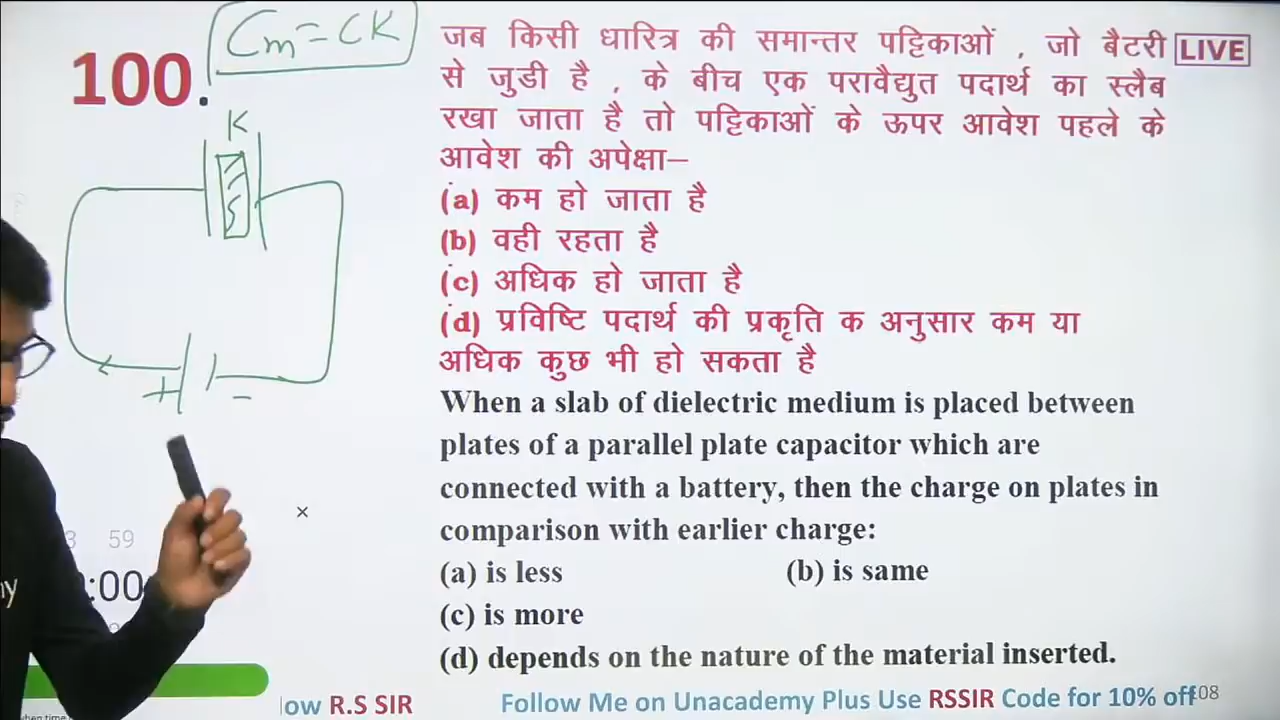 Cm = CK
100.
K
+
-
जब किसी धारित्र की समान्तर पट्टिकाओं , जो बैटरी
LIVE
से जुडी है , के बीच एक परावैद्युत पदार्थ का स्लैब
रखा जाता है तो पट्टिकाओं के ऊपर आवेश पहले के
आवेश की अपेक्षा–
(a) कम हो जाता है
(b) वही रहता है
(c) अधिक हो जाता है
(d) प्रविष्टि पदार्थ की प्रकृति क अनुसार कम या
अधिक कुछ भी हो सकता है
When a slab of dielectric medium is placed between
plates of a parallel plate capacitor which are
connected with a battery, then the charge on plates in
comparison with earlier charge:
(a) is less (b) is same
(c) is more
(d) depends on the nature of the material inserted.
3 59
:00
low R.S SIR
Follow Me on Unacademy Plus Use RSSIR Code for 10% off
08